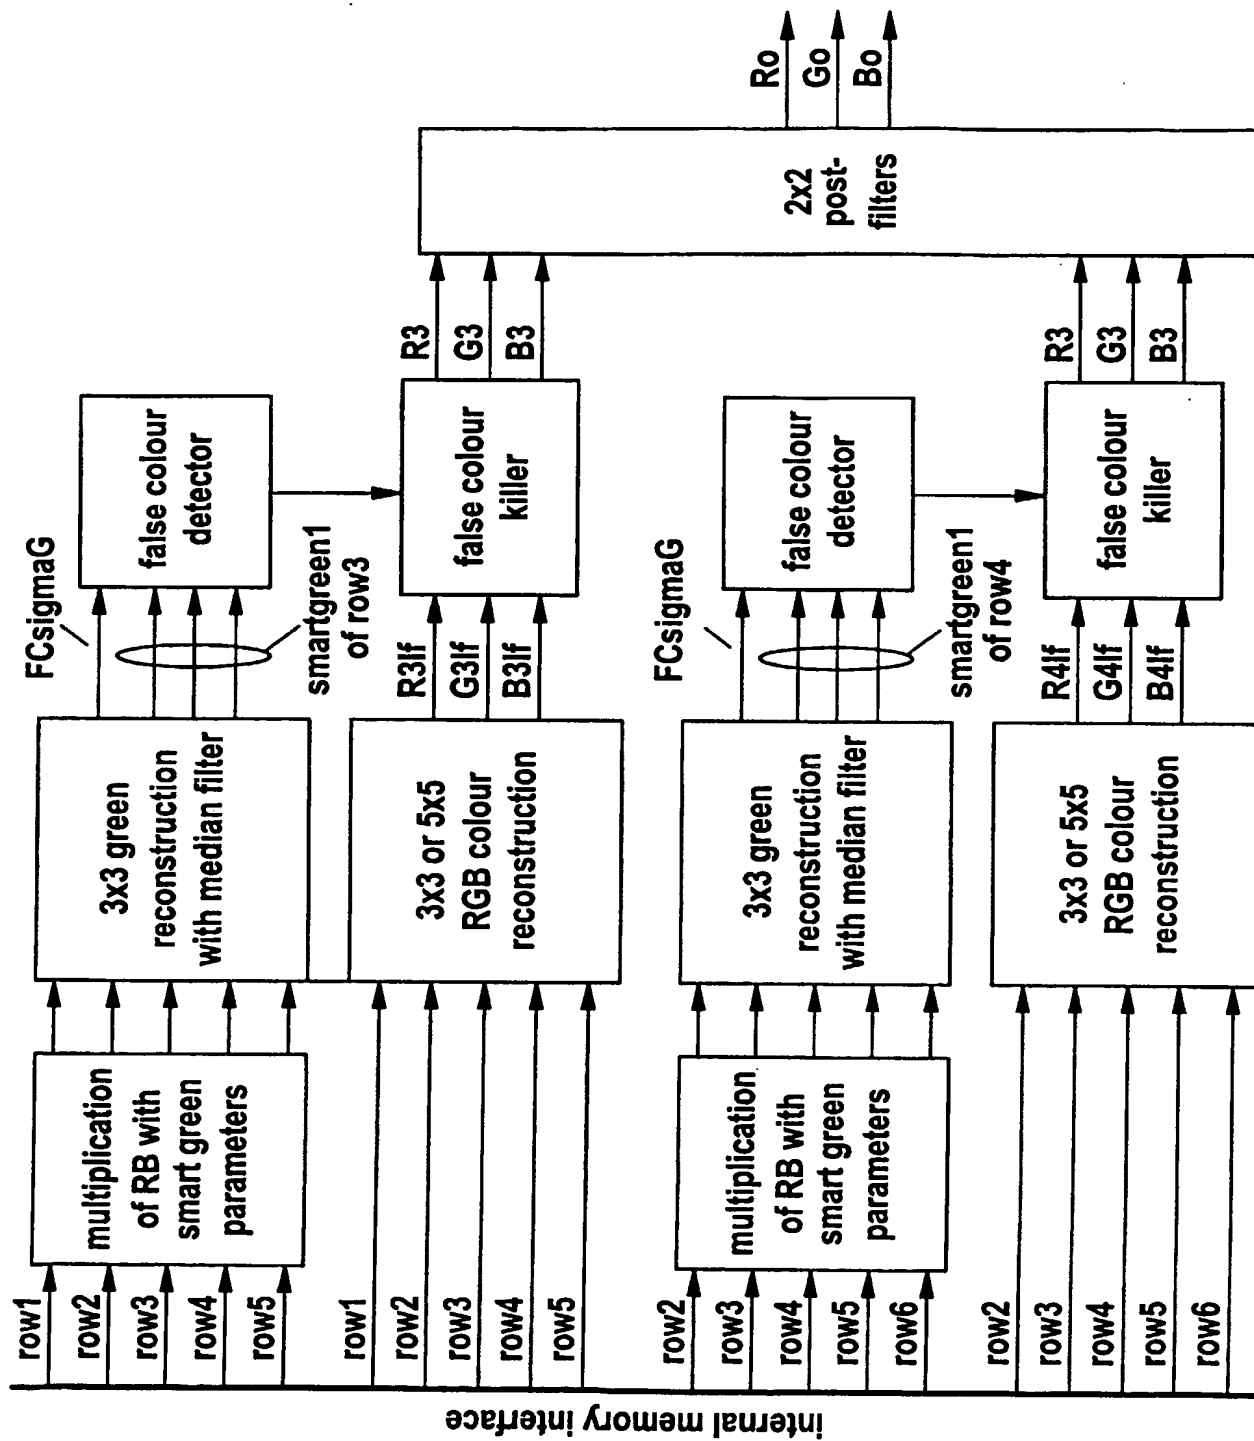 internal memory interface
row1
row2
row3
row4
row5
multiplication
of RB with
smart green
parameters
3x3 green
reconstruction
with median filter
FCsigmaG
smartgreen1
of row3
false colour
detector
row1
row2
row3
row4
row5
3x3 or 5x5
RGB colour
reconstruction
R3lf
G3lf
B3lf
false colour
killer
R3
G3
B3
row2
row3
row4
row5
row6
multiplication
of RB with
smart green
parameters
3x3 green
reconstruction
with median filter
FCsigmaG
smartgreen1
of row4
false colour
detector
row2
row3
row4
row5
row6
3x3 or 5x5
RGB colour
reconstruction
R4lf
G4lf
B4lf
false colour
killer
R3
G3
B3
2x2
post-
filters
Ro
Go
Bo